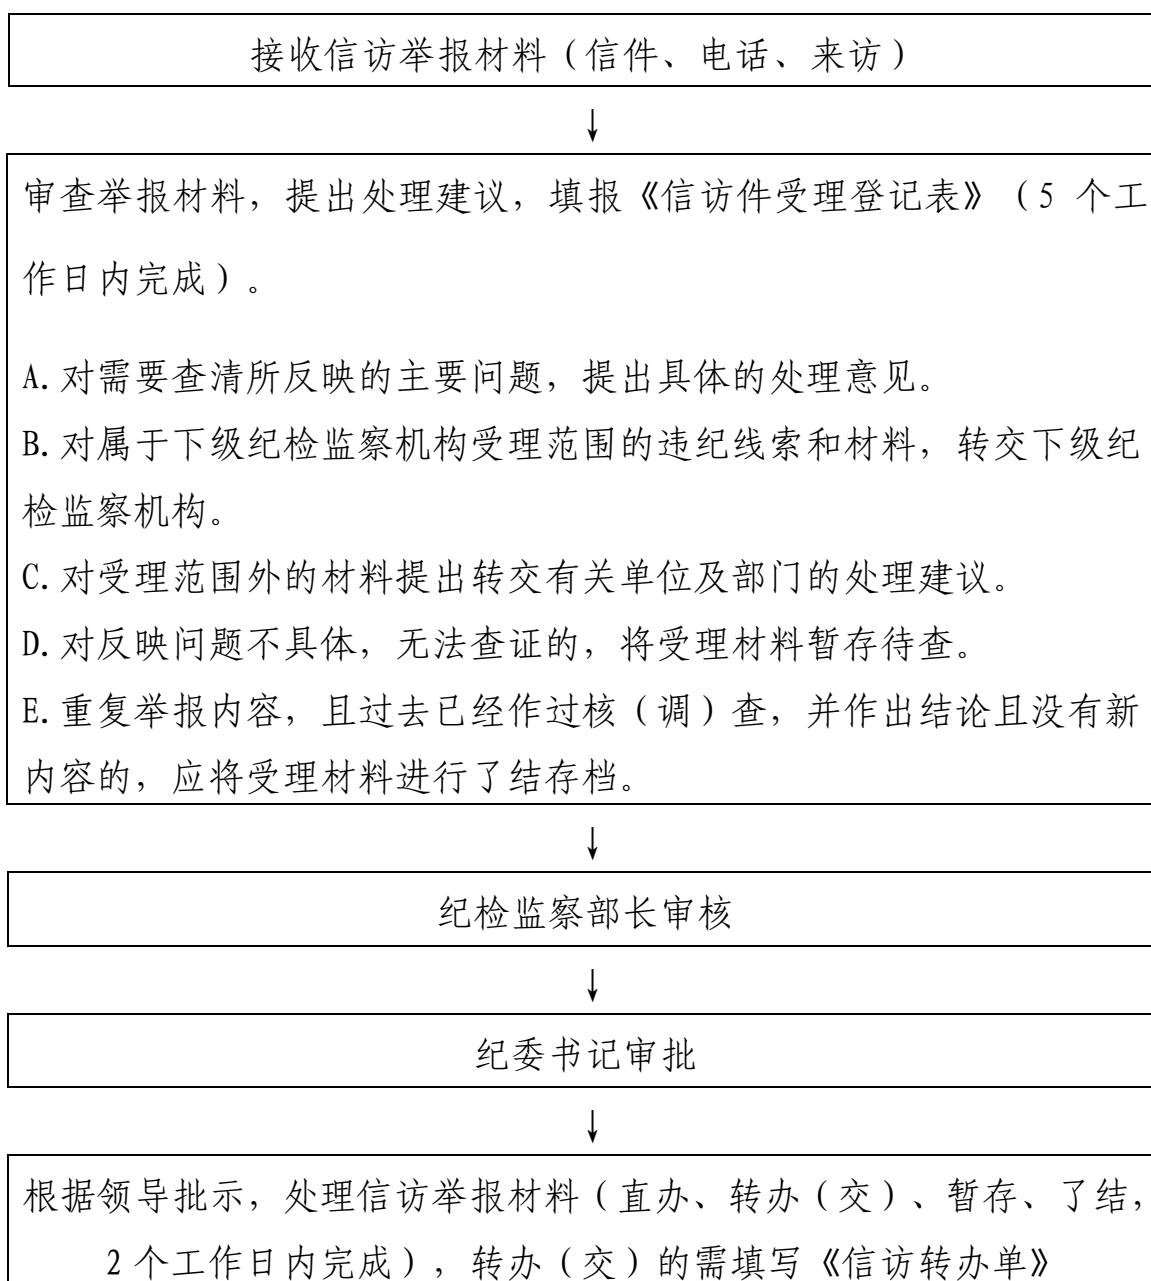 接收信访举报材料（信件、电话、来访）
↓
审查举报材料，提出处理建议，填报《信访件受理登记表》（5 个工
作日内完成）。
A.对需要查清所反映的主要问题，提出具体的处理意见。
B.对属于下级纪检监察机构受理范围的违纪线索和材料，转交下级纪
检监察机构。
C.对受理范围外的材料提出转交有关单位及部门的处理建议。
D.对反映问题不具体，无法查证的，将受理材料暂存待查。
E.重复举报内容，且过去已经作过核（调）查，并作出结论且没有新
内容的，应将受理材料进行了结存档。
↓
纪检监察部长审核
↓
纪委书记审批
↓
根据领导批示，处理信访举报材料（直办、转办（交）、暂存、了结，
2 个工作日内完成），转办（交）的需填写《信访转办单》